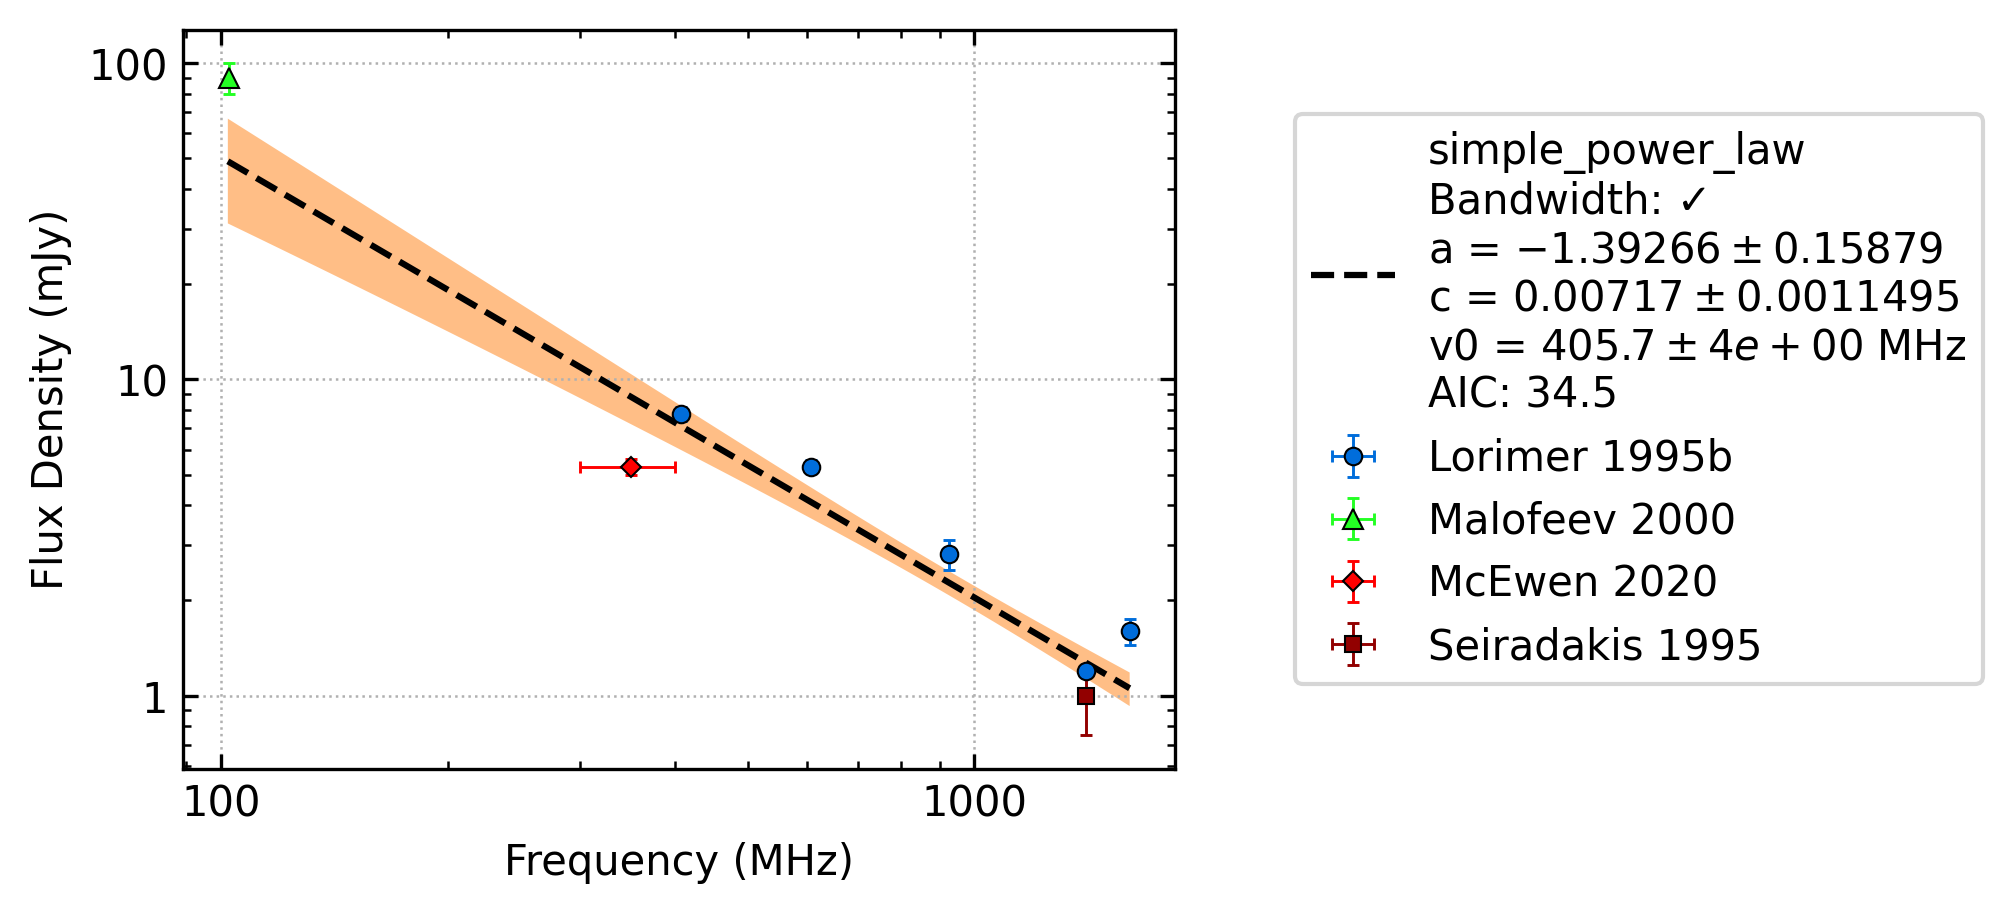 100
10
1
Flux Density (mJy)
100
1000
Frequency (MHz)
simple_power_law
Bandwidth: ✓
a = −1.39266 ± 0.15879
c = 0.00717 ± 0.0011495
v0 = 405.7 ± 4e + 00 MHz
AIC: 34.5
Lorimer 1995b
Malofeev 2000
McEwen 2020
Seiradakis 1995